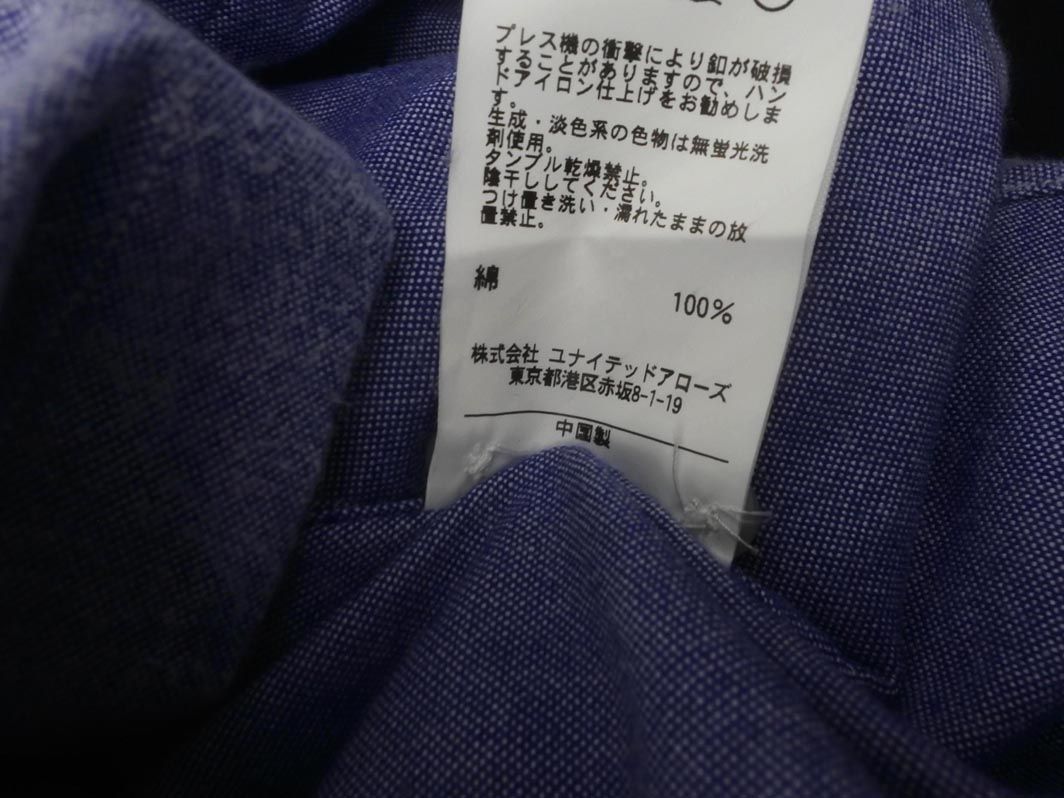 プレス機の衝撃により釦が破損
することがありますので、ハン
ドアイロン仕上げをお勧めしま
す。
生成・淡色系の色物は無蛍光洗
剤使用。
タンブル乾燥禁止。
陰干ししてください。
つけ置き洗い・濡れたままの放
置禁止。
綿 100%
株式会社 ユナイテッドアローズ
東京都港区赤坂8-1-19
中国製